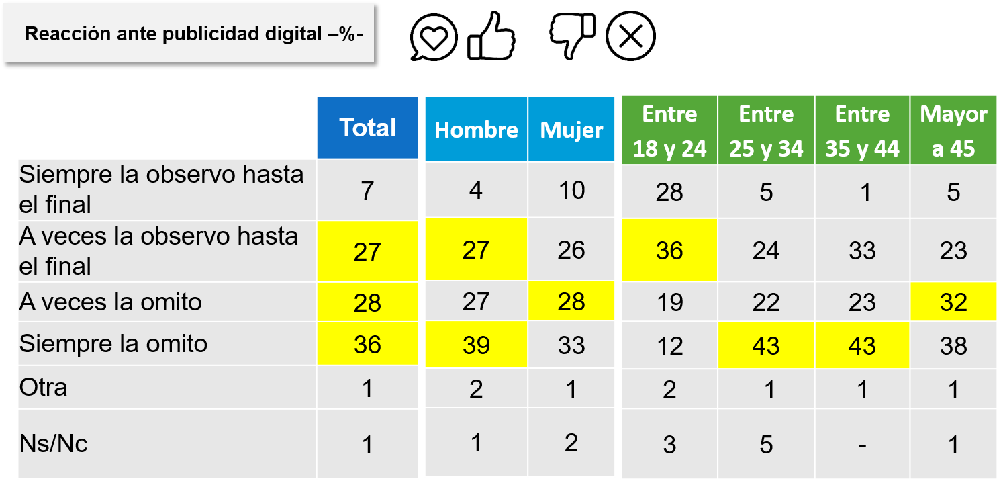 Reacción ante publicidad digital –%-
Total Hombre Mujer Entre 18 y 24 Entre 25 y 34 Entre 35 y 44 Mayor a 45
Siempre la observo hasta el final 7 4 10 28 5 1 5
A veces la observo hasta el final 27 27 26 36 24 33 23
A veces la omito 28 27 28 19 22 23 32
Siempre la omito 36 39 33 12 43 43 38
Otra 1 2 1 2 1 1 1
Ns/Nc 1 1 2 3 5 - 1